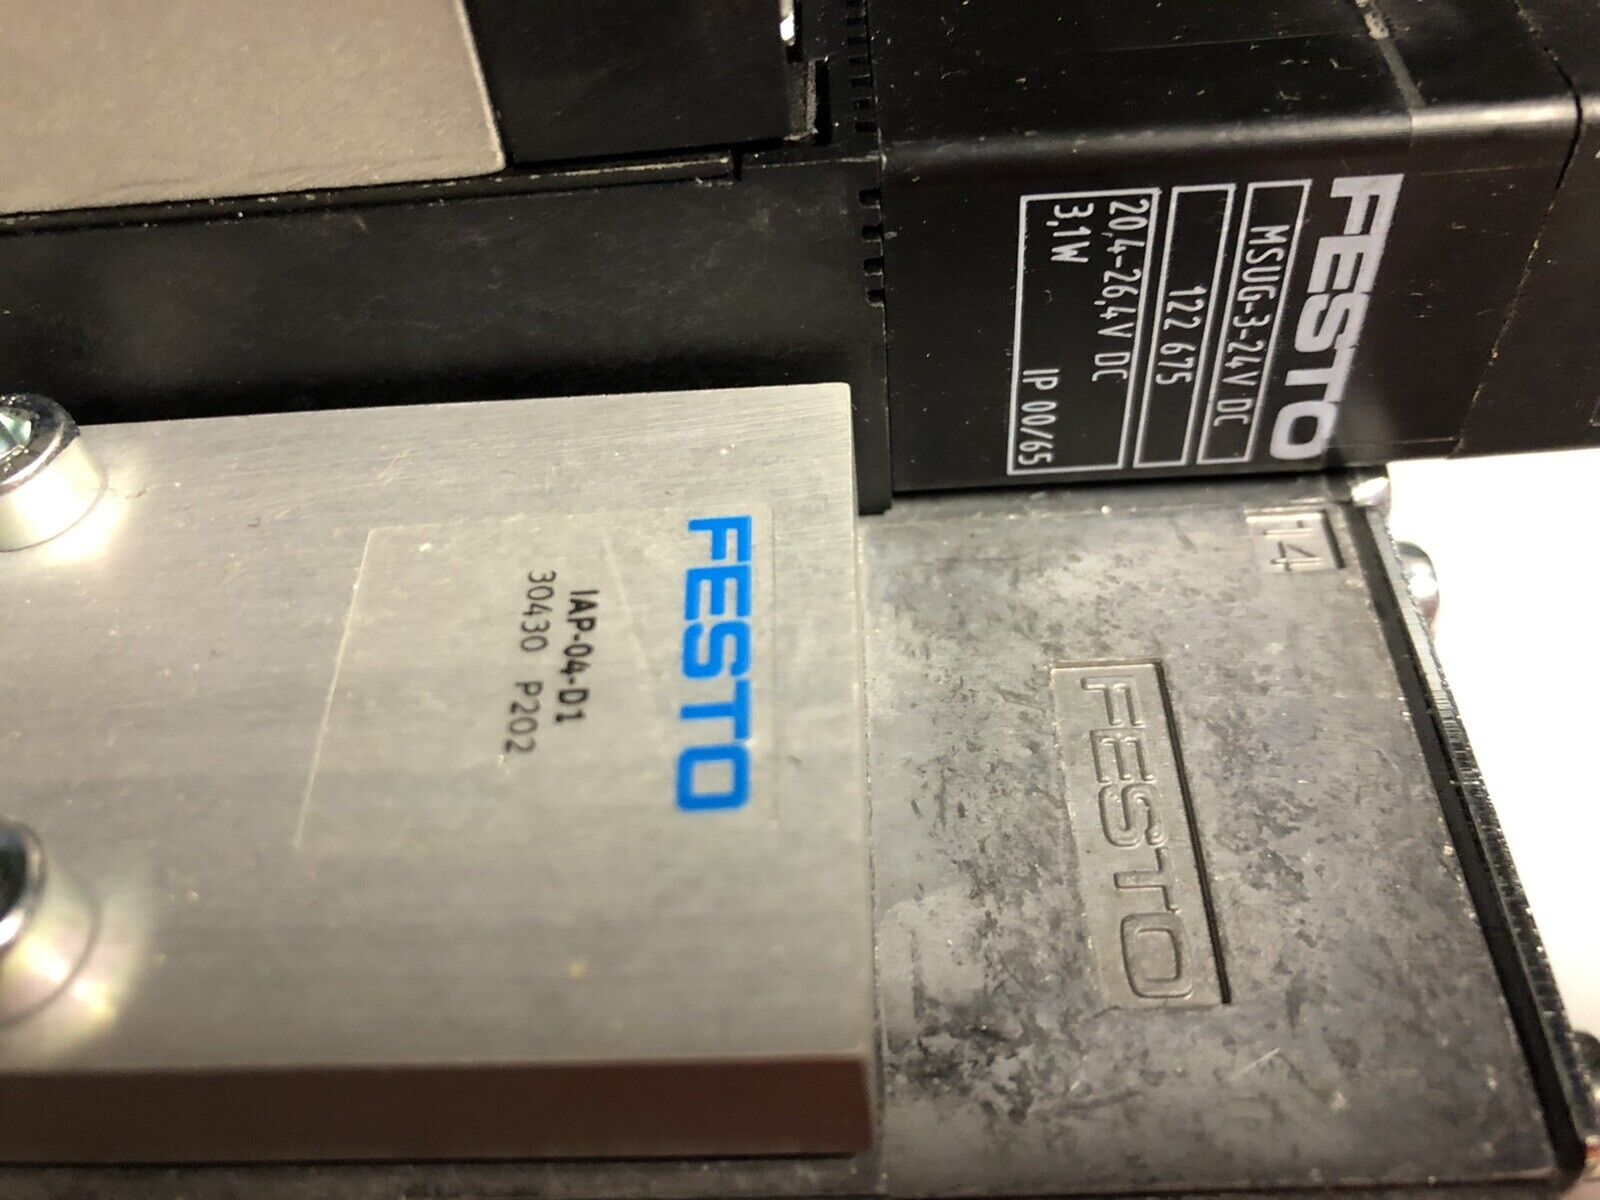 FESTO
MSUG-3-24V DC
122 675
20,4-26,4V DC
3,1W IP 00/65
FESTO
IAP-04-D1
30430 P202
14
FESTO